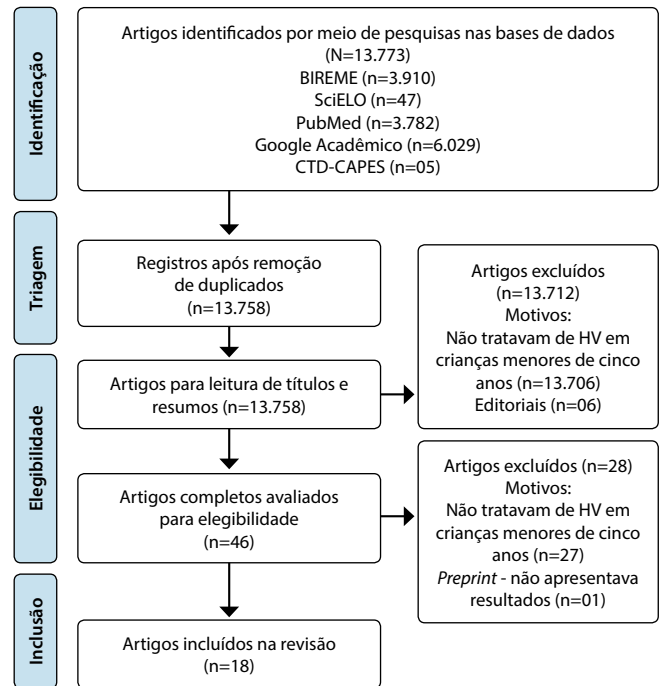 Identificação
Artigos identificados por meio de pesquisas nas bases de dados
(N=13.773)
BIREME (n=3.910)
SciELO (n=47)
PubMed (n=3.782)
Google Acadêmico (n=6.029)
CTD-CAPES (n=05)
Triagem
Registros após remoção
de duplicados
(n=13.758)
Artigos excluídos
(n=13.712)
Motivos:
Não tratavam de HV em
crianças menores de cinco
anos (n=13.706)
Editoriais (n=06)
Elegibilidade
Artigos para leitura de títulos e
resumos (n=13.758)
Artigos completos avaliados
para elegibilidade
(n=46)
Artigos excluídos (n=28)
Motivos:
Não tratavam de HV em
crianças menores de cinco
anos (n=27)
Preprint - não apresentava
resultados (n=01)
Inclusão
Artigos incluídos na revisão
(n=18)